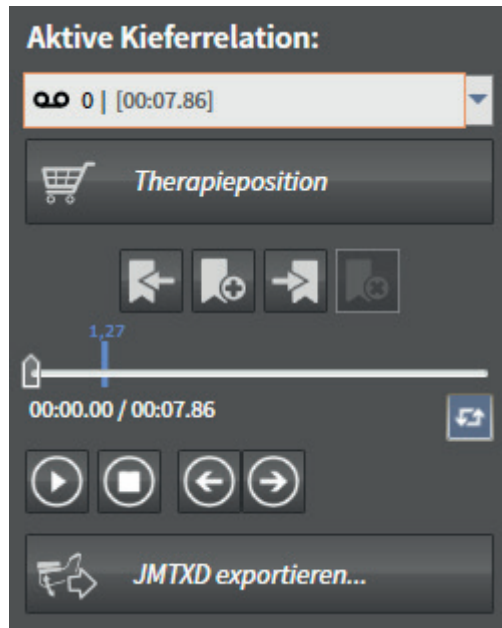 Aktive Kieferrelation:
0 | [00:07.86]
Therapieposition
1,27
00:00.00 / 00:07.86
JMTXD exportieren...